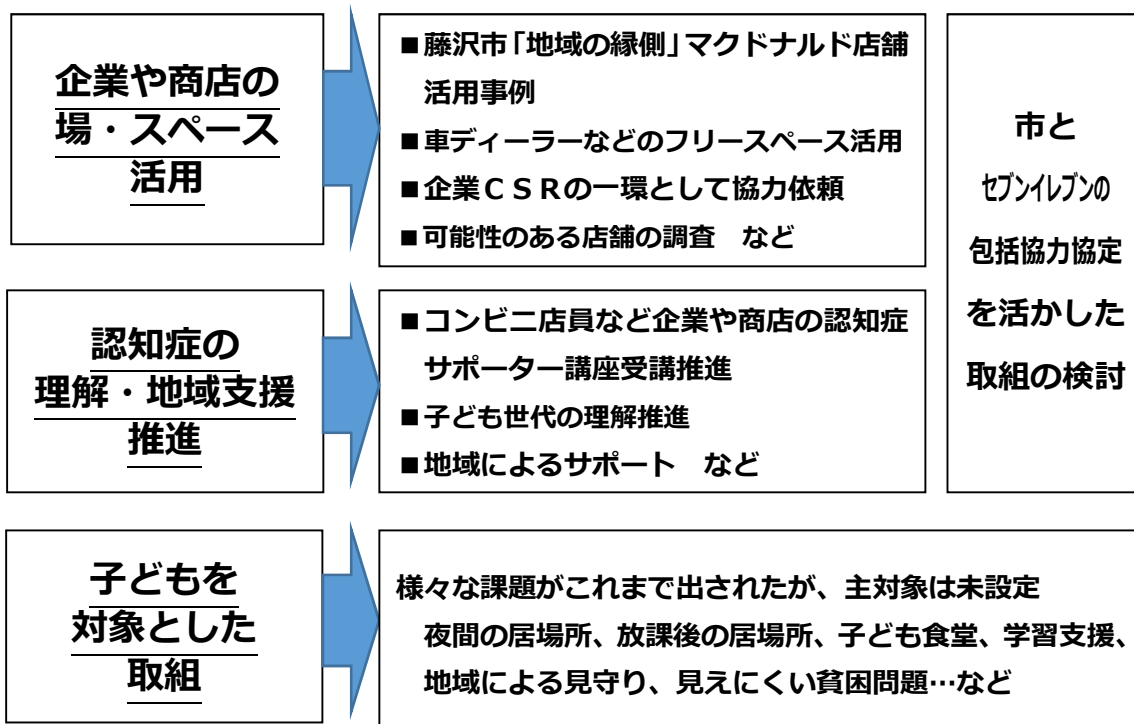 企業や商店の
場・スペース
活用
■藤沢市「地域の縁側」マクドナルド店舗
活用事例
■車ディーラーなどのフリースペース活用
■企業ＣＳＲの一環として協力依頼
■可能性のある店舗の調査　など
認知症の
理解・地域支援
推進
■コンビニ店員など企業や商店の認知症
サポーター講座受講推進
■子ども世代の理解推進
■地域によるサポート　など
市と
セブンイレブンの
包括協力協定
を活かした
取組の検討
子どもを
対象とした
取組
様々な課題がこれまで出されたが、主対象は未設定
夜間の居場所、放課後の居場所、子ども食堂、学習支援、
地域による見守り、見えにくい貧困問題…など